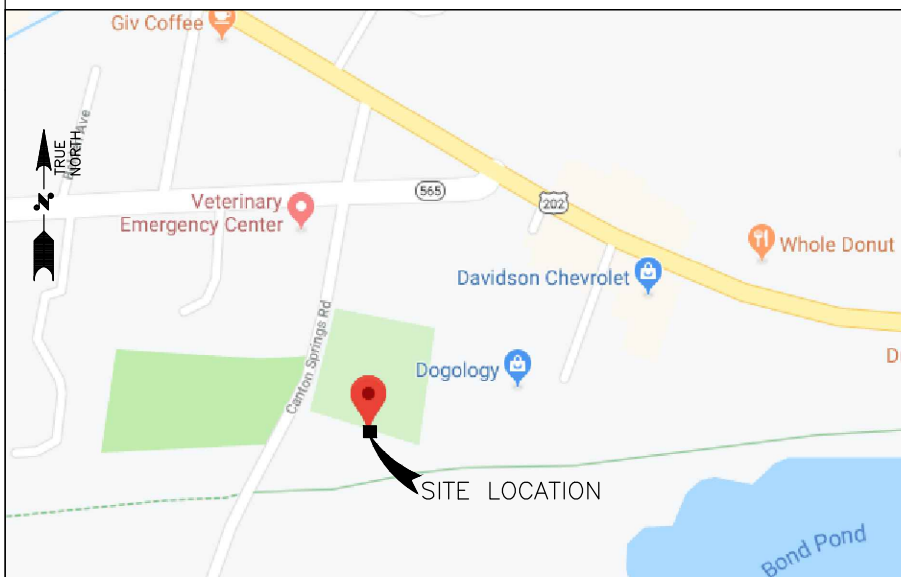 Giv Coffee
Ave
TRUE
NORTH
N
565
Veterinary
Emergency Center
202
Whole Donut
Davidson Chevrolet
Canton Springs Rd
Dogology
D
SITE LOCATION
Bond Pond